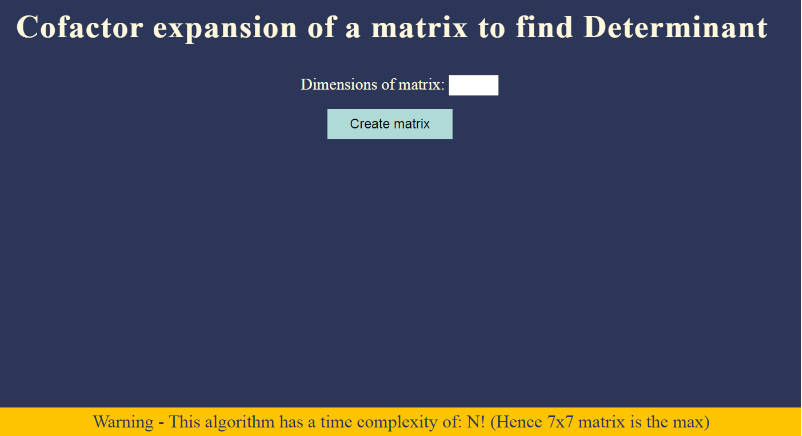 Cofactor expansion of a matrix to find Determinant
Dimensions of matrix:
Create matrix
Warning - This algorithm has a time complexity of: N! (Hence 7x7 matrix is the max)